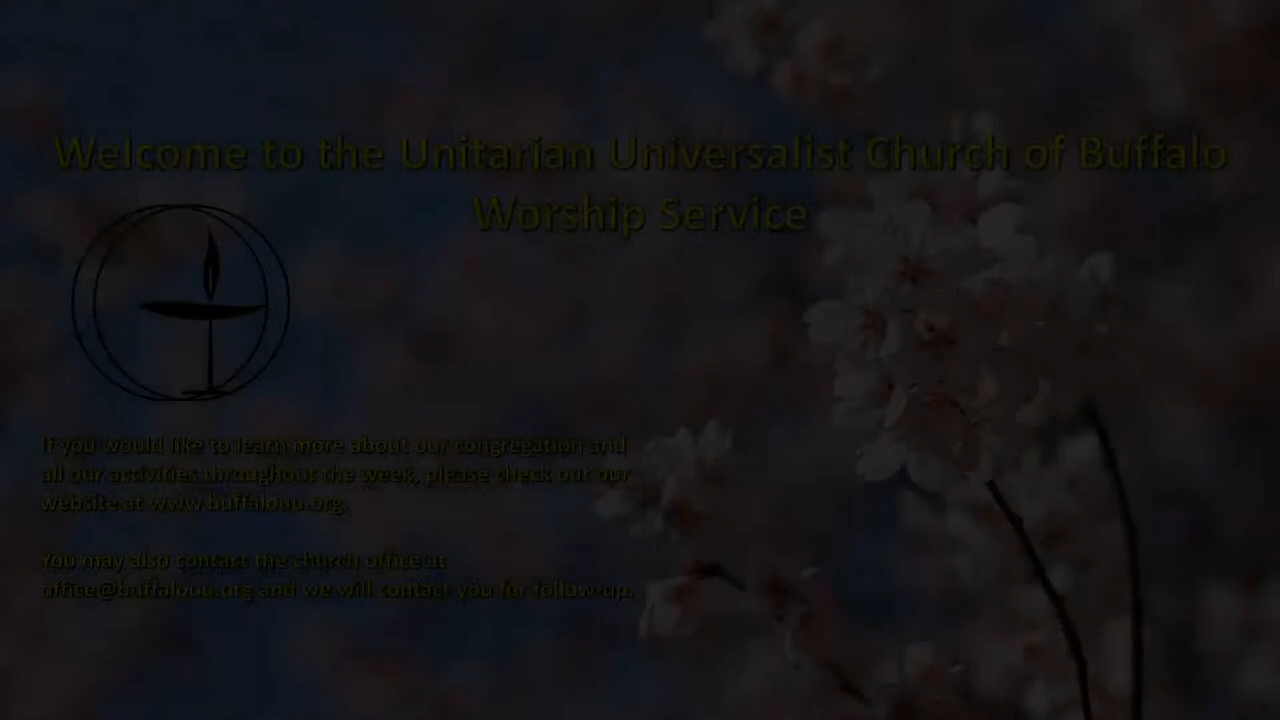 Welcome to the Unitarian Universalist Church of Buffalo
Worship Service
If you would like to learn more about our congregation and
all our activities throughout the week, please check out our
website at www.buffalouu.org.
You may also contact the church office at
office@buffalouu.org and we will contact you for follow-up.